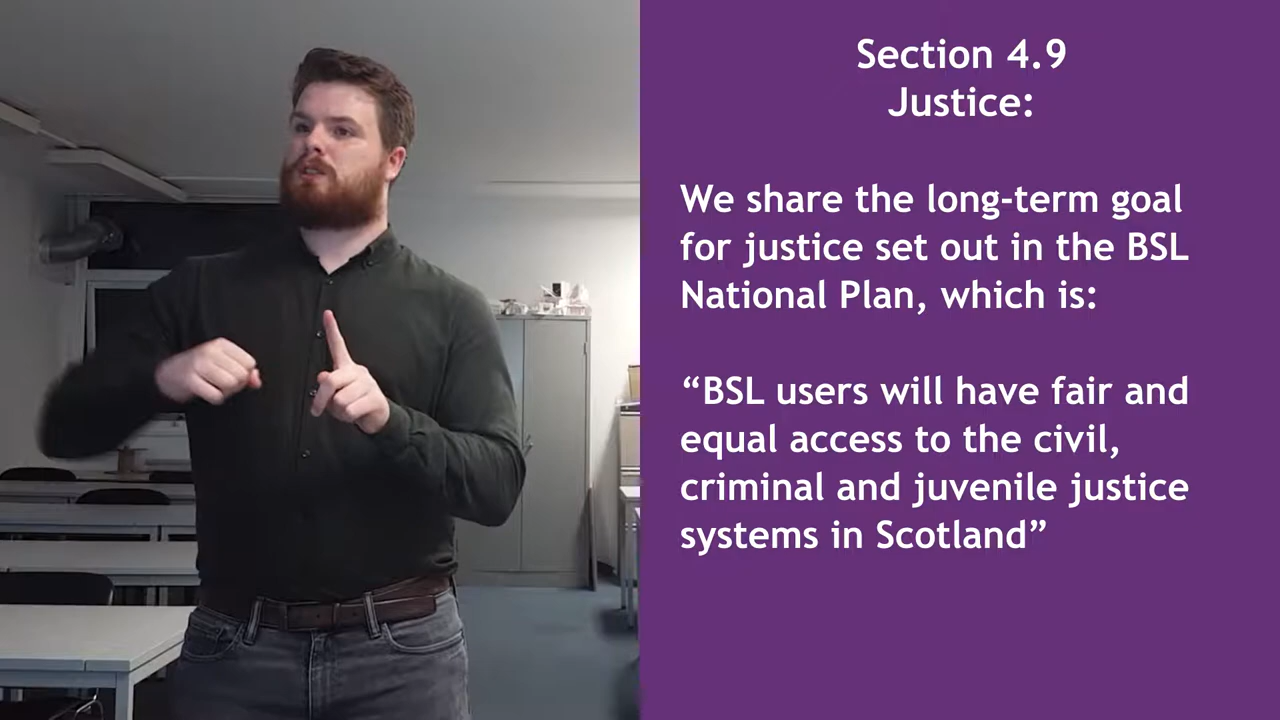 Section 4.9
Justice:
We share the long-term goal
for justice set out in the BSL
National Plan, which is:
“BSL users will have fair and
equal access to the civil,
criminal and juvenile justice
systems in Scotland”